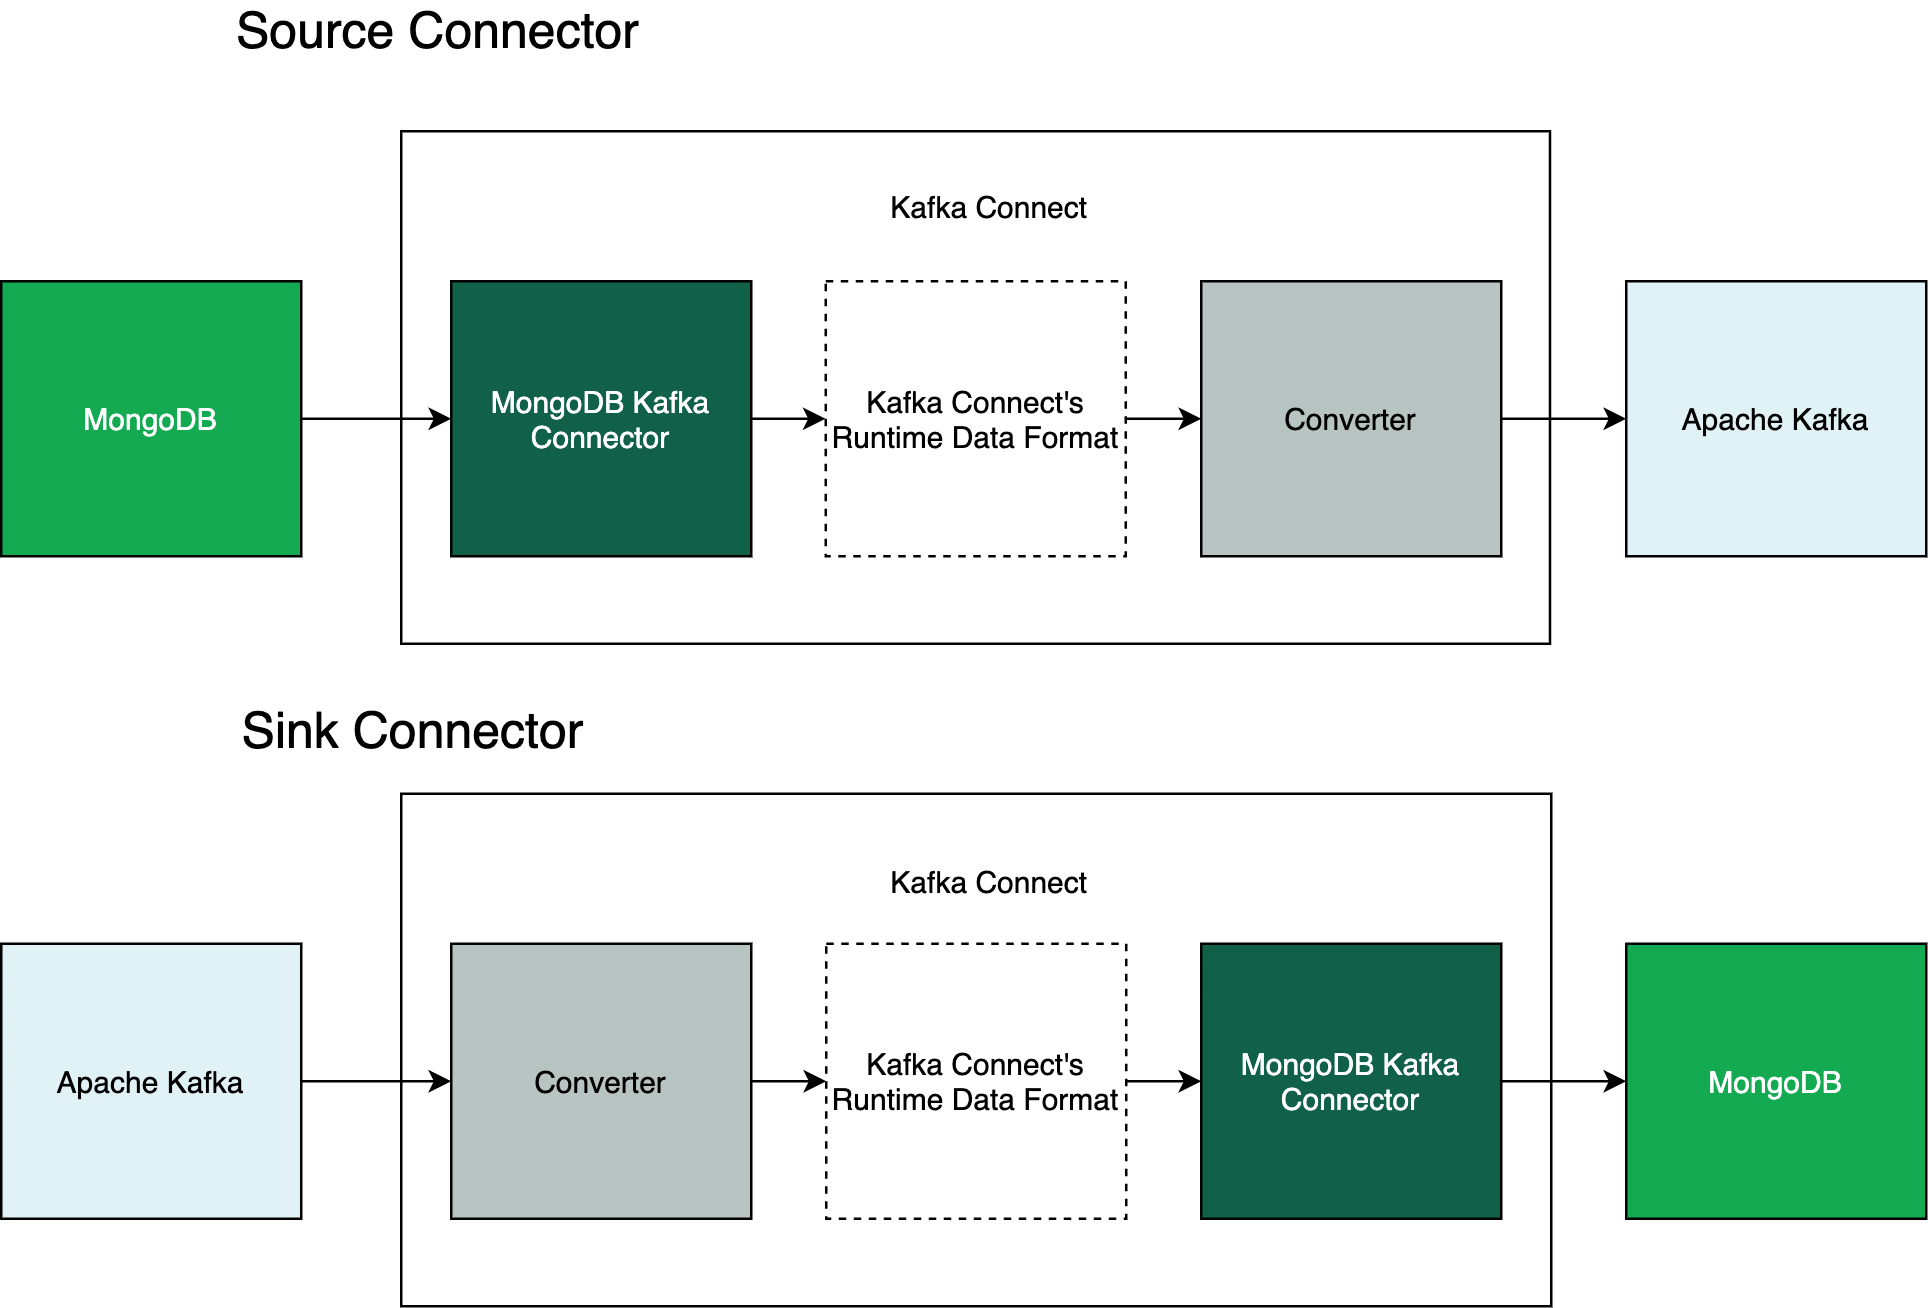 Source Connector
Kafka Connect
MongoDB
MongoDB Kafka
Connector
Kafka Connect's
Runtime Data Format
Converter
Apache Kafka
Sink Connector
Kafka Connect
Apache Kafka
Converter
Kafka Connect's
Runtime Data Format
MongoDB Kafka
Connector
MongoDB